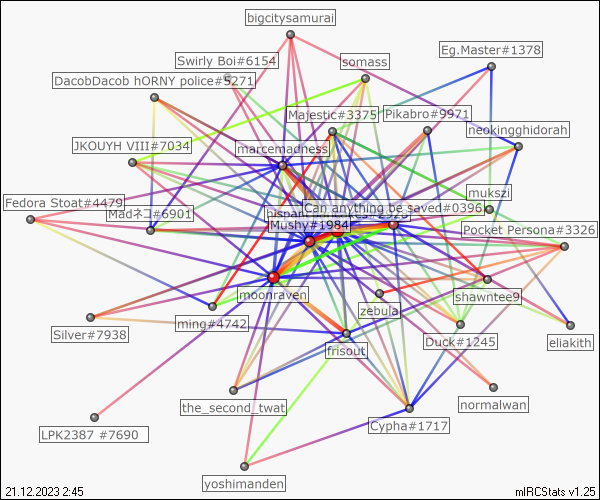 bigcitysamurai
Eg.Master#1378
Swirly Boi#6154
somass
DacobDacob hORNY police#5271
Majestic#3375
Pikabro#9971
neokingghidorah
JKOUYH VIII#7034
marcemadness
mukszi
Fedora Stoat#4479
Madネコ#6901
Can anything be saved#0396
Mushy#1984
Pocket Persona#3326
moonraven
shawntee9
zebula
ming#4742
Silver#7938
frisout
Duck#1245
eliakith
the_second_twat
normalwan
LPK2387 #7690
Cypha#1717
yoshimanden
21.12.2023 2:45
mIRCStats v1.25